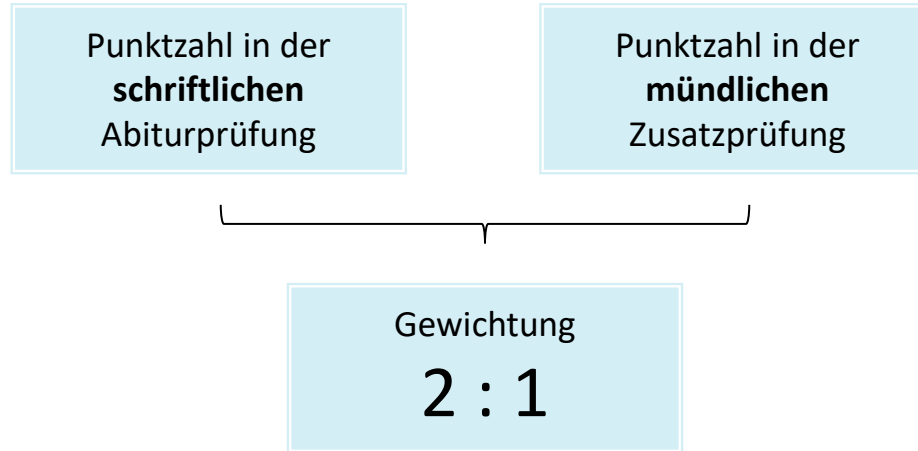 Punktzahl in der
schriftlichen
Abiturprüfung
Punktzahl in der
mündlichen
Zusatzprüfung
Gewichtung
2 : 1